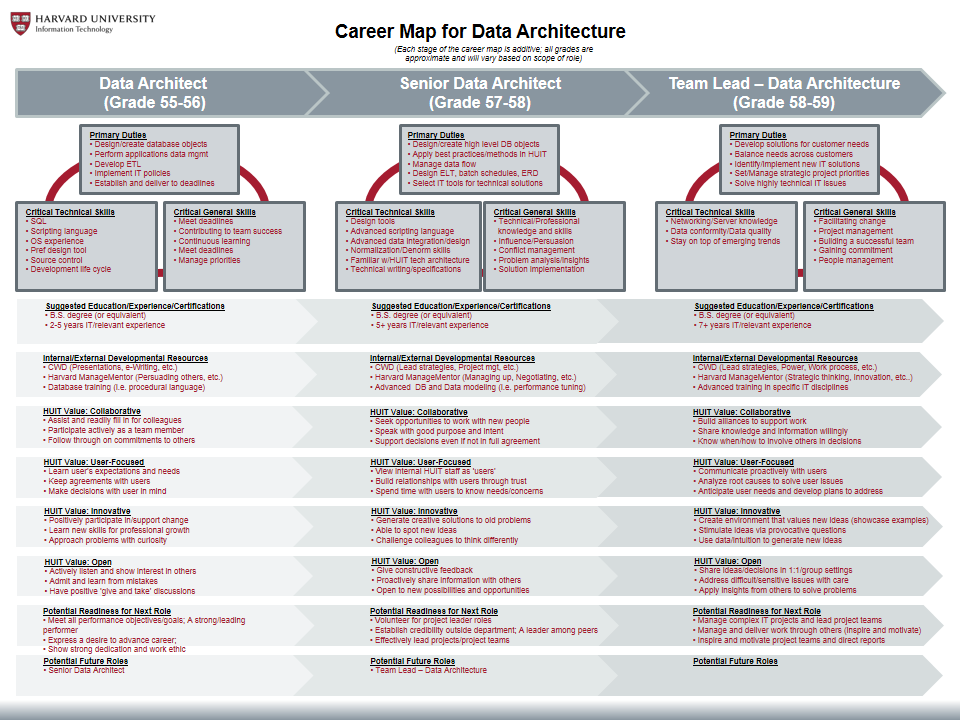 HARVARD UNIVERSITY
Information Technology
Career Map for Data Architecture
(Each stage of the career map is additive; all grades are
approximate and will vary based on scope of role)
Data Architect
(Grade 55-56)
Senior Data Architect
(Grade 57-58)
Team Lead – Data Architecture
(Grade 58-59)
Primary Duties
• Design/create database objects
• Perform applications data mgmt
• Develop ETL
• Implement IT policies
• Establish and deliver to deadlines
Critical Technical Skills
• SQL
• Scripting language
• OS experience
• Pref design tool
• Source control
• Development life cycle
Critical General Skills
• Meet deadlines
• Contributing to team success
• Continuous learning
• Meet deadlines
• Manage priorities
Primary Duties
• Design/create high level DB objects
• Apply best practices/methods in HUIT
• Manage data flow
• Design ELT, batch schedules, ERD
• Select IT tools for technical solutions
Critical Technical Skills
• Design tools
• Advanced scripting language
• Advanced data integration/design
• Normalization/Denorm skills
• Familiar w/HUIT tech architecture
• Technical writing/specifications
Critical General Skills
• Technical/Professional
knowledge and skills
• Influence/Persuasion
• Conflict management
• Problem analysis/insights
• Solution implementation
Primary Duties
• Develop solutions for customer needs
• Balance needs across customers
• Identify/implement new IT solutions
• Set/Manage strategic project priorities
• Solve highly technical IT issues
Critical Technical Skills
• Networking/Server knowledge
• Data conformity/Data quality
• Stay on top of emerging trends
Critical General Skills
• Facilitating change
• Project management
• Building a successful team
• Gaining commitment
• People management
Suggested Education/Experience/Certifications
• B.S. degree (or equivalent)
• 2-5 years IT/relevant experience
Suggested Education/Experience/Certifications
• B.S. degree (or equivalent)
• 5+ years IT/relevant experience
Suggested Education/Experience/Certifications
• B.S. degree (or equivalent)
• 7+ years IT/relevant experience
Internal/External Developmental Resources
• CWD (Presentations, e-Writing, etc.)
• Harvard ManageMentor (Persuading others, etc.)
• Database training (i.e. procedural language)
Internal/External Developmental Resources
• CWD (Lead strategies, Project mgt, etc.)
• Harvard ManageMentor (Managing up, Negotiating, etc.)
• Advanced DB and Data modeling (i.e. performance tuning)
Internal/External Developmental Resources
• CWD (Lead strategies, Power, Work process, etc.)
• Harvard ManageMentor (Strategic thinking, Innovation, etc..)
• Advanced training in specific IT disciplines
HUIT Value: Collaborative
• Assist and readily fill in for colleagues
• Participate actively as a team member
• Follow through on commitments to others
HUIT Value: Collaborative
• Seek opportunities to work with new people
• Speak with good purpose and intent
• Support decisions even if not in full agreement
HUIT Value: Collaborative
• Build alliances to support work
• Share knowledge and information willingly
• Know when/how to involve others in decisions
HUIT Value: User-Focused
• Learn user's expectations and needs
• Keep agreements with users
• Make decisions with user in mind
HUIT Value: User-Focused
• View internal HUIT staff as 'users'
• Build relationships with users through trust
• Spend time with users to know needs/concerns
HUIT Value: User-Focused
• Communicate proactively with users
• Analyze root causes to solve user issues
• Anticipate user needs and develop plans to address
HUIT Value: Innovative
• Positively participate in/support change
• Learn new skills for professional growth
• Approach problems with curiosity
HUIT Value: Innovative
• Generate creative solutions to old problems
• Able to spot new ideas
• Challenge colleagues to think differently
HUIT Value: Innovative
• Create environment that values new ideas (showcase examples)
• Stimulate ideas via provocative questions
• Use data/intuition to generate new ideas
HUIT Value: Open
• Actively listen and show interest in others
• Admit and learn from mistakes
• Have positive 'give and take' discussions
HUIT Value: Open
• Give constructive feedback
• Proactively share information with others
• Open to new possibilities and opportunities
HUIT Value: Open
• Share ideas/decisions in 1:1/group settings
• Address difficult/sensitive issues with care
• Apply insights from others to solve problems
Potential Readiness for Next Role
• Meet all performance objectives/goals; A strong/leading
performer
• Express a desire to advance career;
• Show strong dedication and work ethic
Potential Readiness for Next Role
• Volunteer for project leader roles
• Establish credibility outside department; A leader among peers
• Effectively lead projects/project teams
Potential Readiness for Next Role
• Manage complex IT projects and lead project teams
• Manage and deliver work through others (inspire and motivate)
• Inspire and motivate project teams and direct reports
Potential Future Roles
• Senior Data Architect
Potential Future Roles
• Team Lead – Data Architecture
Potential Future Roles